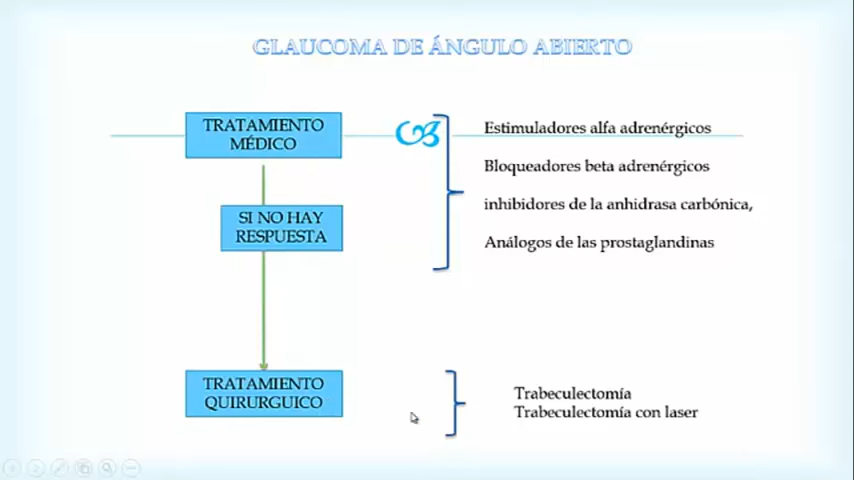 GLAUCOMA DE ÁNGULO ABIERTO
TRATAMIENTO
MÉDICO
Estimuladores alfa adrenérgicos
Bloqueadores beta adrenérgicos
inhibidores de la anhidrasa carbónica,
Análogos de las prostaglandinas
SI NO HAY
RESPUESTA
TRATAMIENTO
QUIRURGUICO
Trabeculectomía
Trabeculectomía con laser